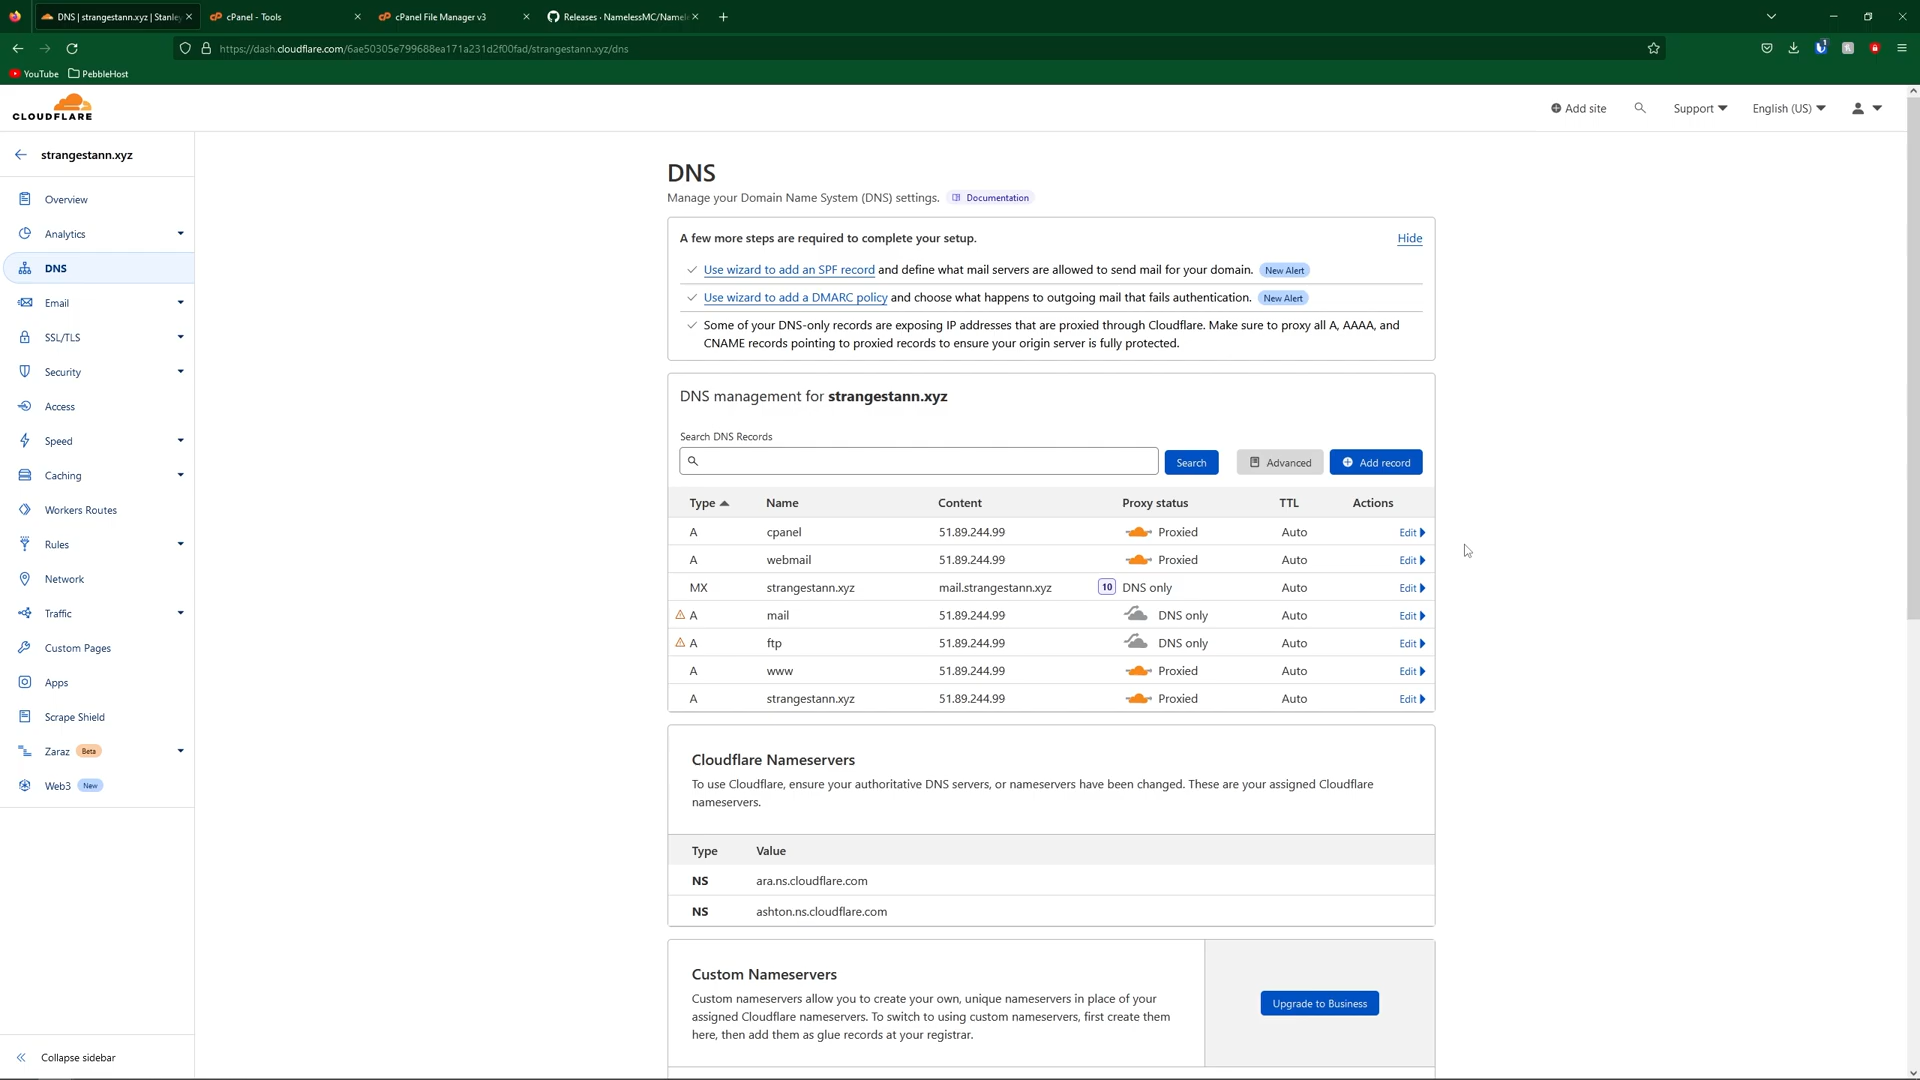 DNS | strangestann.xyz | Stanley
cPanel - Tools
cPanel File Manager v3
Releases · NamelessMC/Namele
https://dash.cloudflare.com/6ae50305e799688ea171a231d2f00fad/strangestann.xyz/dns
YouTube
PebbleHost
CLOUDFLARE
Add site
Support
English (US)
strangestann.xyz
Overview
Analytics
DNS
Email
SSL/TLS
Security
Access
Speed
Caching
Workers Routes
Rules
Network
Traffic
Custom Pages
Apps
Scrape Shield
Zaraz Beta
Web3 New
Collapse sidebar
DNS
Manage your Domain Name System (DNS) settings. Documentation
A few more steps are required to complete your setup. Hide
Use wizard to add an SPF record and define what mail servers are allowed to send mail for your domain. New Alert
Use wizard to add a DMARC policy and choose what happens to outgoing mail that fails authentication. New Alert
Some of your DNS-only records are exposing IP addresses that are proxied through Cloudflare. Make sure to proxy all A, AAAA, and
CNAME records pointing to proxied records to ensure your origin server is fully protected.
DNS management for strangestann.xyz
Search DNS Records
Search Advanced Add record
Type Name Content Proxy status TTL Actions
A cpanel 51.89.244.99 Proxied Auto Edit
A webmail 51.89.244.99 Proxied Auto Edit
MX strangestann.xyz mail.strangestann.xyz 10 DNS only Auto Edit
A mail 51.89.244.99 DNS only Auto Edit
A ftp 51.89.244.99 DNS only Auto Edit
A www 51.89.244.99 Proxied Auto Edit
A strangestann.xyz 51.89.244.99 Proxied Auto Edit
Cloudflare Nameservers
To use Cloudflare, ensure your authoritative DNS servers, or nameservers have been changed. These are your assigned Cloudflare
nameservers.
Type Value
NS ara.ns.cloudflare.com
NS ashton.ns.cloudflare.com
Custom Nameservers
Custom nameservers allow you to create your own, unique nameservers in place of your
assigned Cloudflare nameservers. To switch to using custom nameservers, first create them
here, then add them as glue records at your registrar.
Upgrade to Business